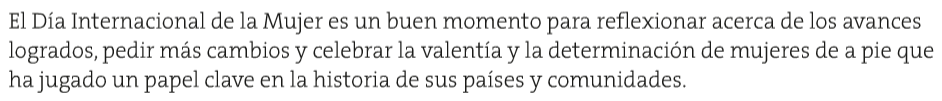 El Día Internacional de la Mujer es un buen momento para reflexionar acerca de los avances
logrados, pedir más cambios y celebrar la valentía y la determinación de mujeres de a pie que
ha jugado un papel clave en la historia de sus países y comunidades.